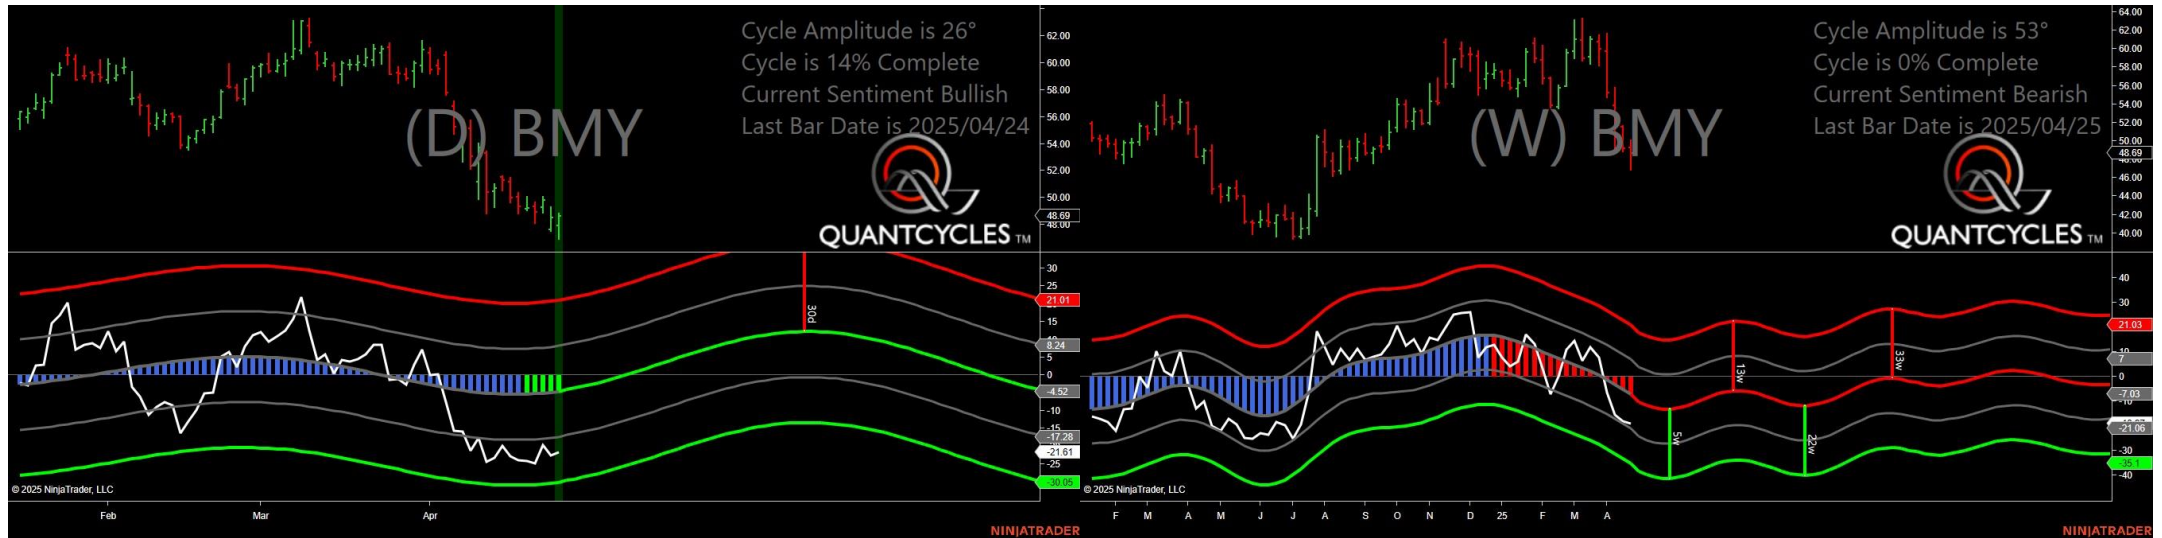 Cycle Amplitude is 26°
Cycle is 14% Complete
Current Sentiment Bullish
Last Bar Date is 2025/04/24
(D) BMY
QUANTCYCLES TM
62.00
60.00
58.00
56.00
54.00
52.00
50.00
48.69
48.00
30
25
21.01
15
8.24
5
0
-4.52
-10
-15
-17.28
-21.61
-25
-30.05
30d
© 2025 NinjaTrader, LLC
Feb Mar Apr
NINJATRADER
Cycle Amplitude is 53°
Cycle is 0% Complete
Current Sentiment Bearish
Last Bar Date is 2025/04/25
(W) BMY
QUANTCYCLES TM
64.00
62.00
60.00
58.00
56.00
54.00
52.00
50.00
48.69
48.00
46.00
44.00
42.00
40.00
40
30
21.03
10
7
0
-7.03
-10
-21.06
-30
-35.1
-40
5w
13w
22w
33w
© 2025 NinjaTrader, LLC
F M A M J J A S O N D 25 F M A
NINJATRADER